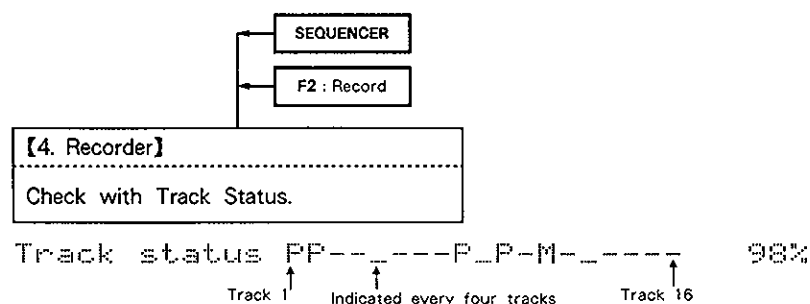 SEQUENCER
F2 : Record
【4. Recorder】
Check with Track Status.
Track status PP--_----P_P-M-_---- 98%
Track 1 Indicated every four tracks Track 16